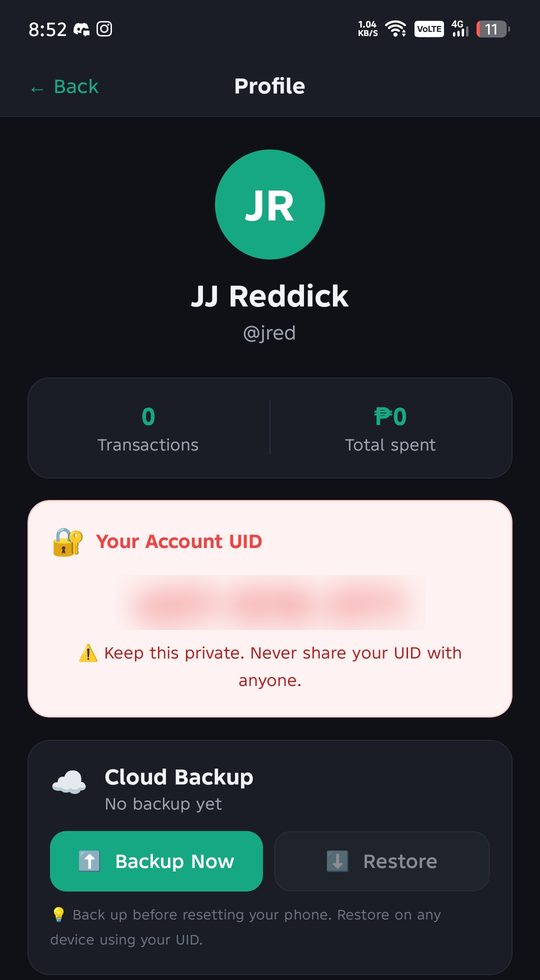 8:52
1.04
KB/S
VoLTE
4G
11
← Back
Profile
JR
JJ Reddick
@jred
0
₱0
Transactions
Total spent
🔐 Your Account UID
⚠️ Keep this private. Never share your UID with
anyone.
☁️ Cloud Backup
No backup yet
⬆️ Backup Now
⬇️ Restore
💡 Back up before resetting your phone. Restore on any
device using your UID.